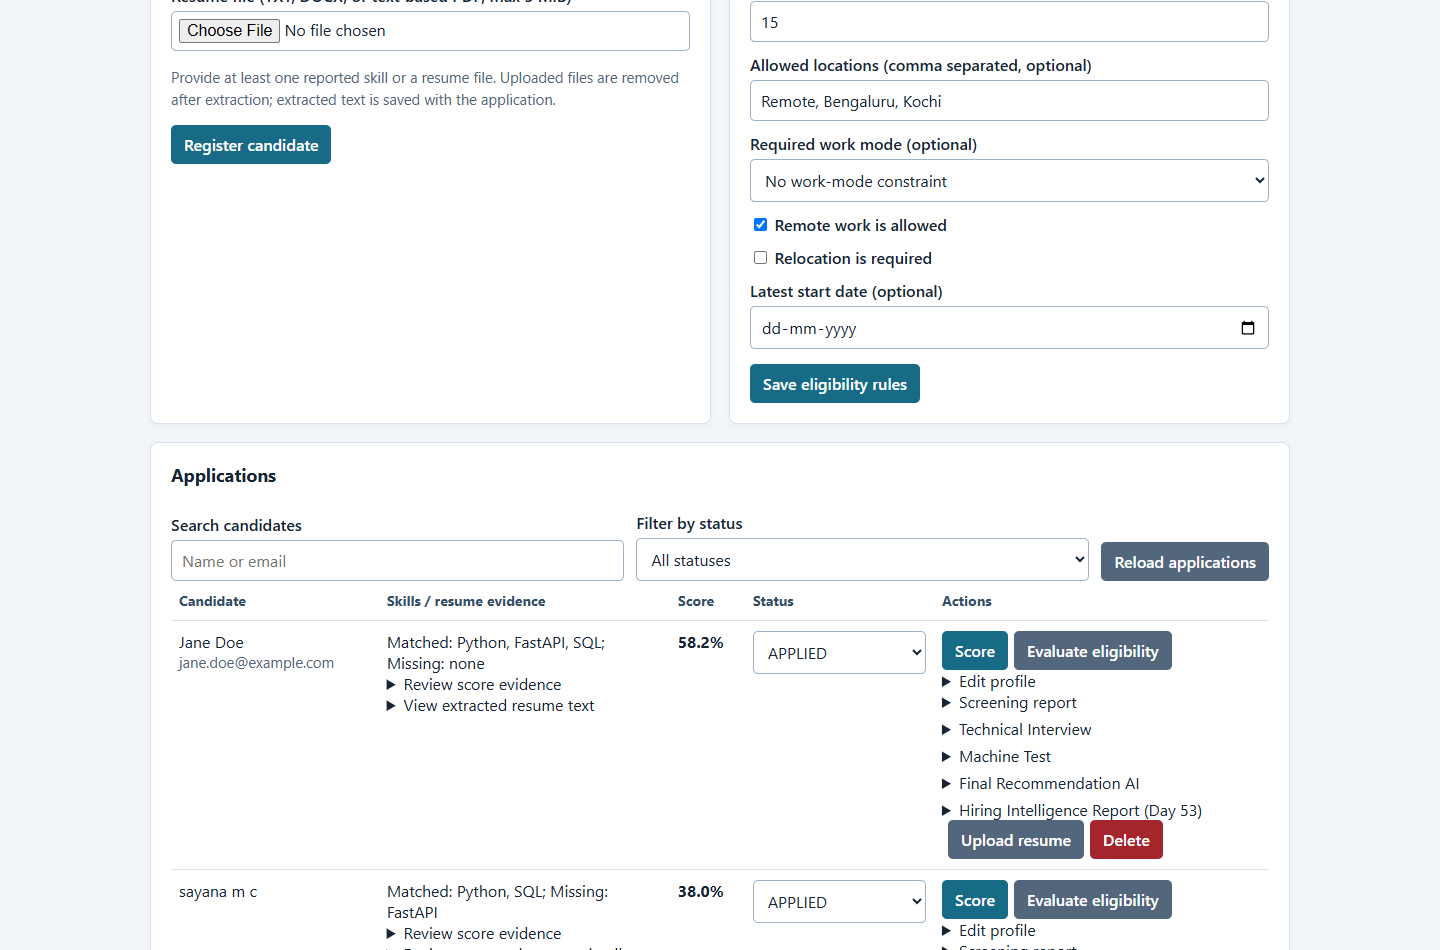 Choose File No file chosen
Provide at least one reported skill or a resume file. Uploaded files are removed
after extraction; extracted text is saved with the application.
Register candidate
15
Allowed locations (comma separated, optional)
Remote, Bengaluru, Kochi
Required work mode (optional)
No work-mode constraint
Remote work is allowed
Relocation is required
Latest start date (optional)
dd-mm-yyyy
Save eligibility rules
Applications
Search candidates
Name or email
Filter by status
All statuses
Reload applications
Candidate Skills / resume evidence Score Status Actions
Jane Doe
jane.doe@example.com
Matched: Python, FastAPI, SQL;
Missing: none
Review score evidence
View extracted resume text
58.2%
APPLIED
Score Evaluate eligibility
Edit profile
Screening report
Technical Interview
Machine Test
Final Recommendation AI
Hiring Intelligence Report (Day 53)
Upload resume Delete
sayana m c
Matched: Python, SQL; Missing:
FastAPI
Review score evidence
38.0%
APPLIED
Score Evaluate eligibility
Edit profile